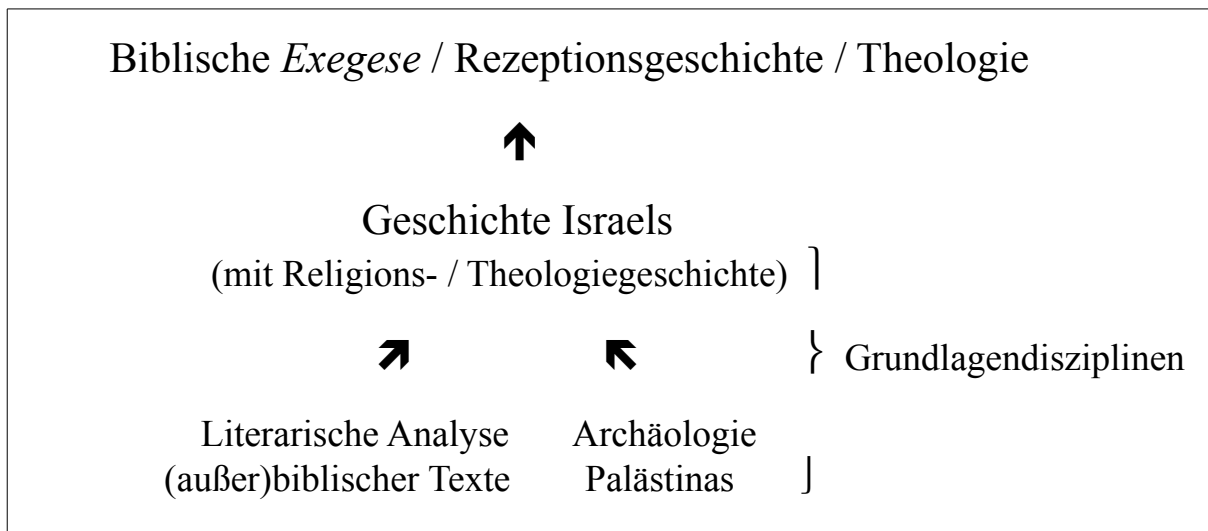 Biblische Exegese / Rezeptionsgeschichte / Theologie
Geschichte Israels
(mit Religions- / Theologiegeschichte)
Grundlagendisziplinen
Literarische Analyse Archäologie
(außer)biblischer Texte Palästinas